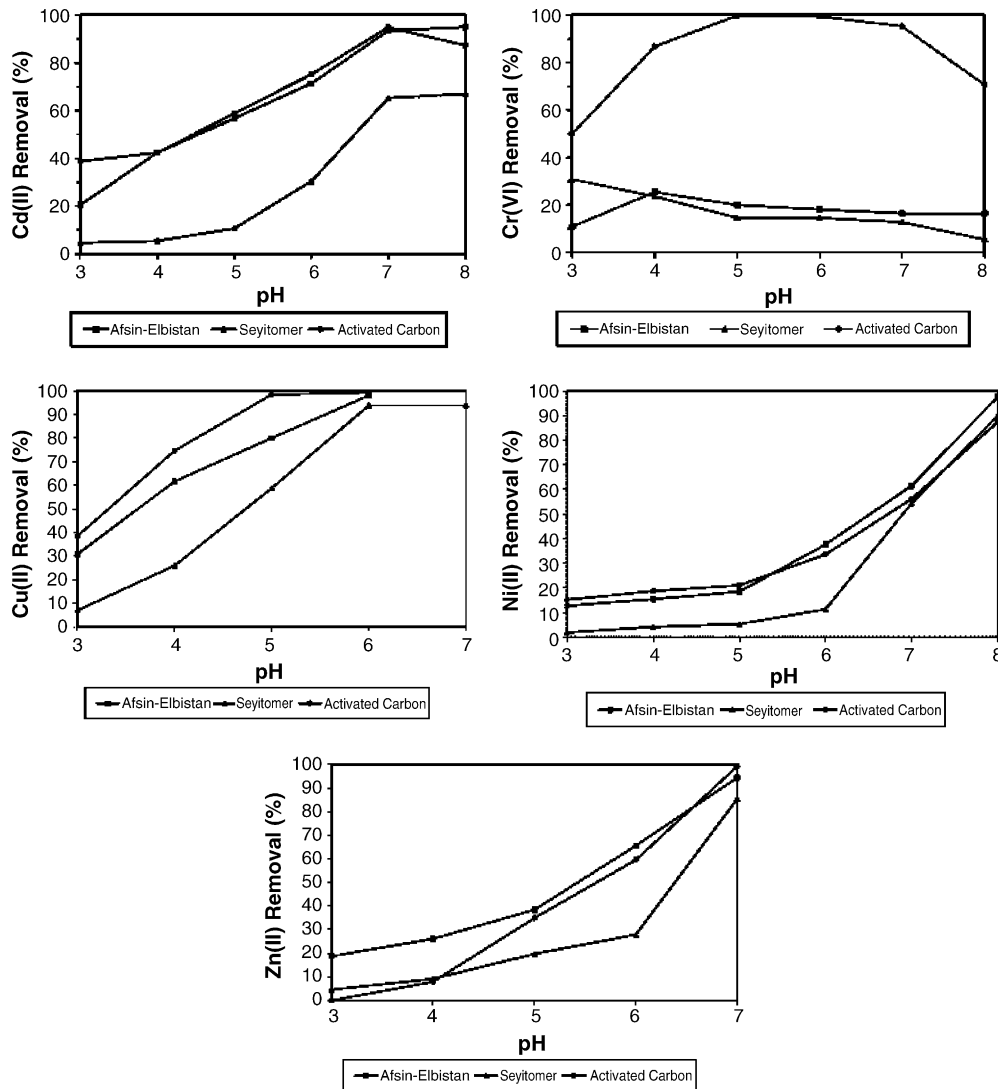 Cd(II) Removal (%)
100
80
60
40
20
0
3 4 5 6 7 8
pH
Afsin-Elbistan Seyitomer Activated Carbon
Cr(VI) Removal (%)
100
80
60
40
20
0
3 4 5 6 7 8
pH
Afsin-Elbistan Seyitomer Activated Carbon
Cu(II) Removal (%)
100
90
80
70
60
50
40
30
20
10
0
3 4 5 6 7
pH
Afsin-Elbistan Seyitomer Activated Carbon
Ni(II) Removal (%)
100
90
80
70
60
50
40
30
20
10
0
3 4 5 6 7 8
pH
Afsin-Elbistan Seyitomer Activated Carbon
Zn(II) Removal (%)
100
90
80
70
60
50
40
30
20
10
0
3 4 5 6 7
pH
Afsin-Elbistan Seyitomer Activated Carbon